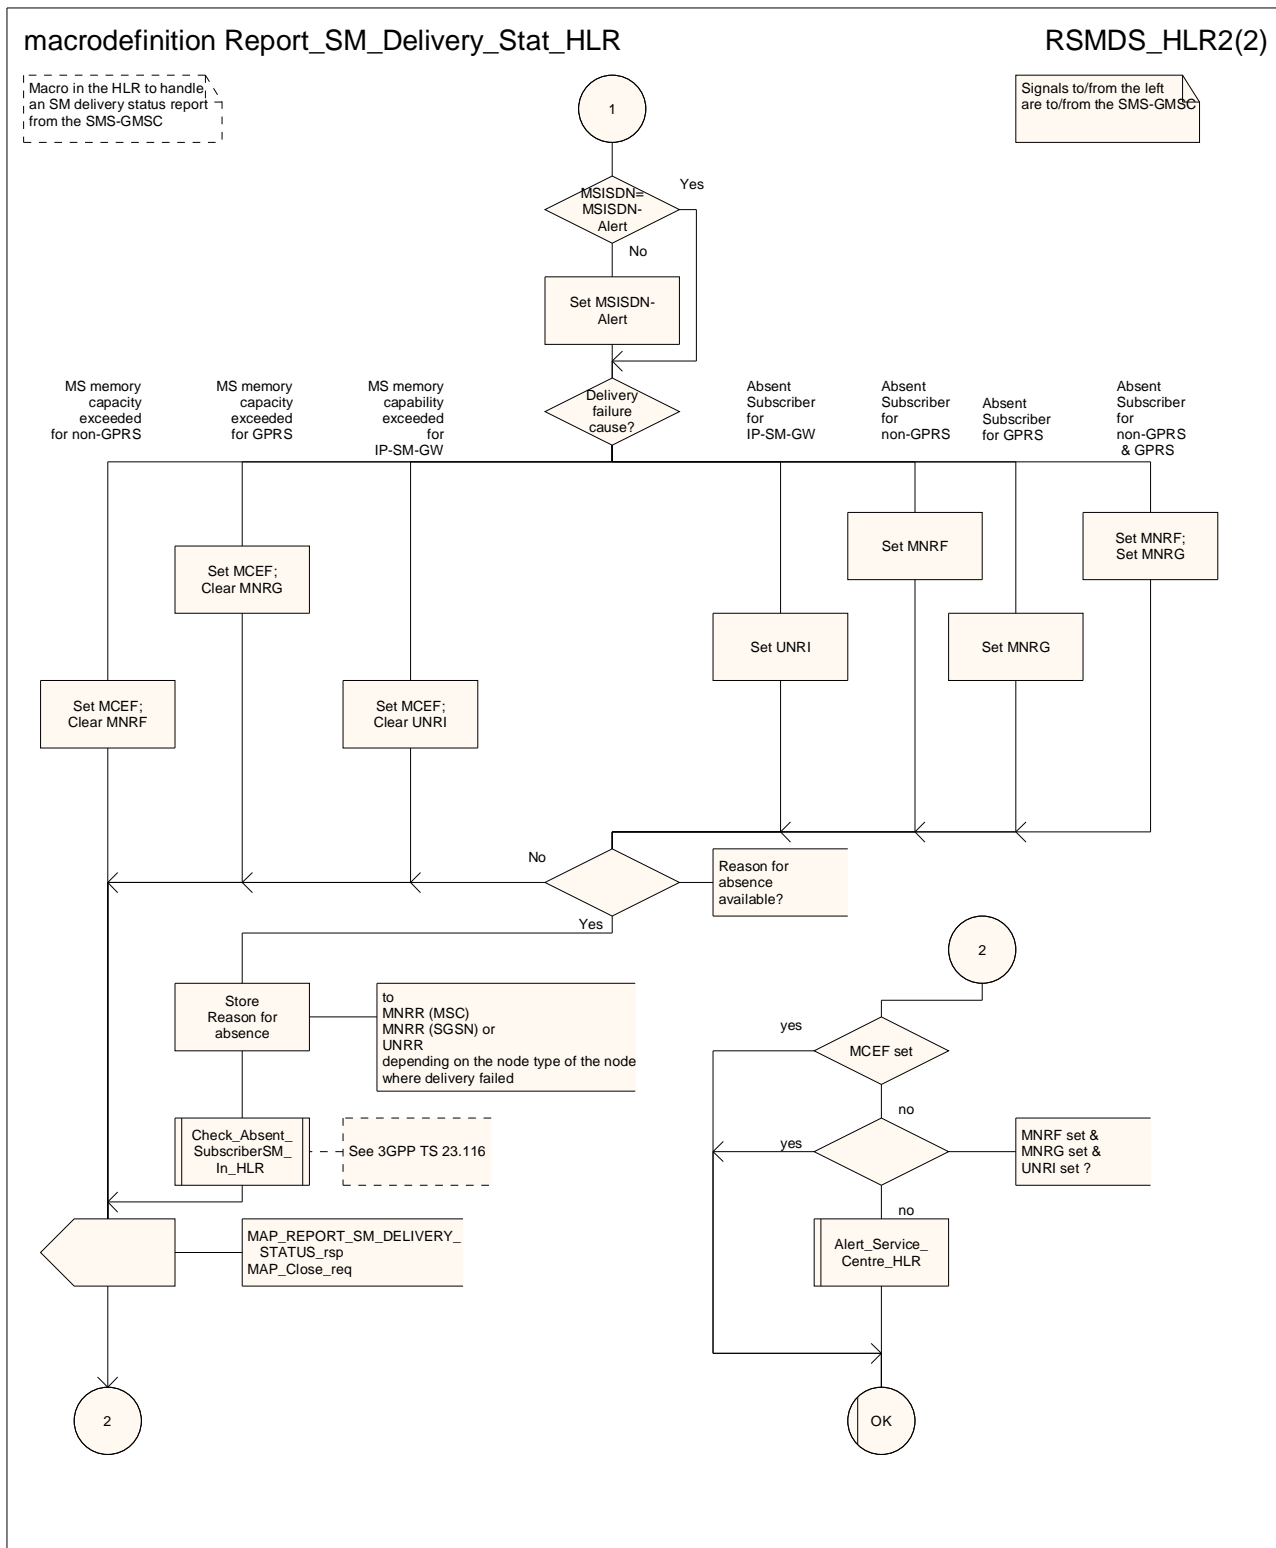 macrodefinition Report_SM_Delivery_Stat_HLR
RSMDS_HLR2(2)
Macro in the HLR to handle
an SM delivery status report
from the SMS-GMSC
Signals to/from the left
are to/from the SMS-GMSC
1
MSISDN=
MSISDN-
Alert
Yes
No
Set MSISDN-
Alert
Delivery
failure
cause?
MS memory
capacity
exceeded
for non-GPRS
MS memory
capacity
exceeded
for GPRS
MS memory
capability
exceeded
for
IP-SM-GW
Absent
Subscriber
for
IP-SM-GW
Absent
Subscriber
for
non-GPRS
Absent
Subscriber
for GPRS
Absent
Subscriber
for
non-GPRS
& GPRS
Set MNRF
Set MNRF;
Set MNRG
Set MCEF;
Clear MNRG
Set UNRI
Set MNRG
Set MCEF;
Clear MNRF
Set MCEF;
Clear UNRI
No
Reason for
absence
available?
Yes
Store
Reason for
absence
to
MNRR (MSC)
MNRR (SGSN) or
UNRR
depending on the node type of the node
where delivery failed
Check_Absent_
SubscriberSM_
In_HLR
See 3GPP TS 23.116
MAP_REPORT_SM_DELIVERY_
STATUS_rsp
MAP_Close_req
2
2
yes
MCEF set
no
yes
MNRF set &
MNRG set &
UNRI set ?
no
Alert_Service_
Centre_HLR
OK